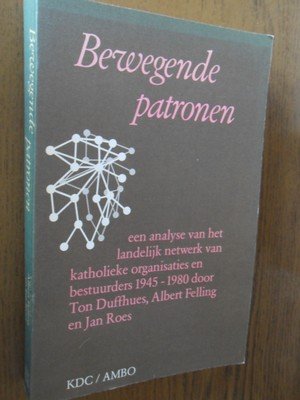 Bewegende
patronen
een analyse van het
landelijk netwerk van
katholieke organisaties en
bestuurders 1945-1980 door
Ton Duffhues, Albert Felling
en Jan Roes
KDC / AMBO
Bewegende patronen